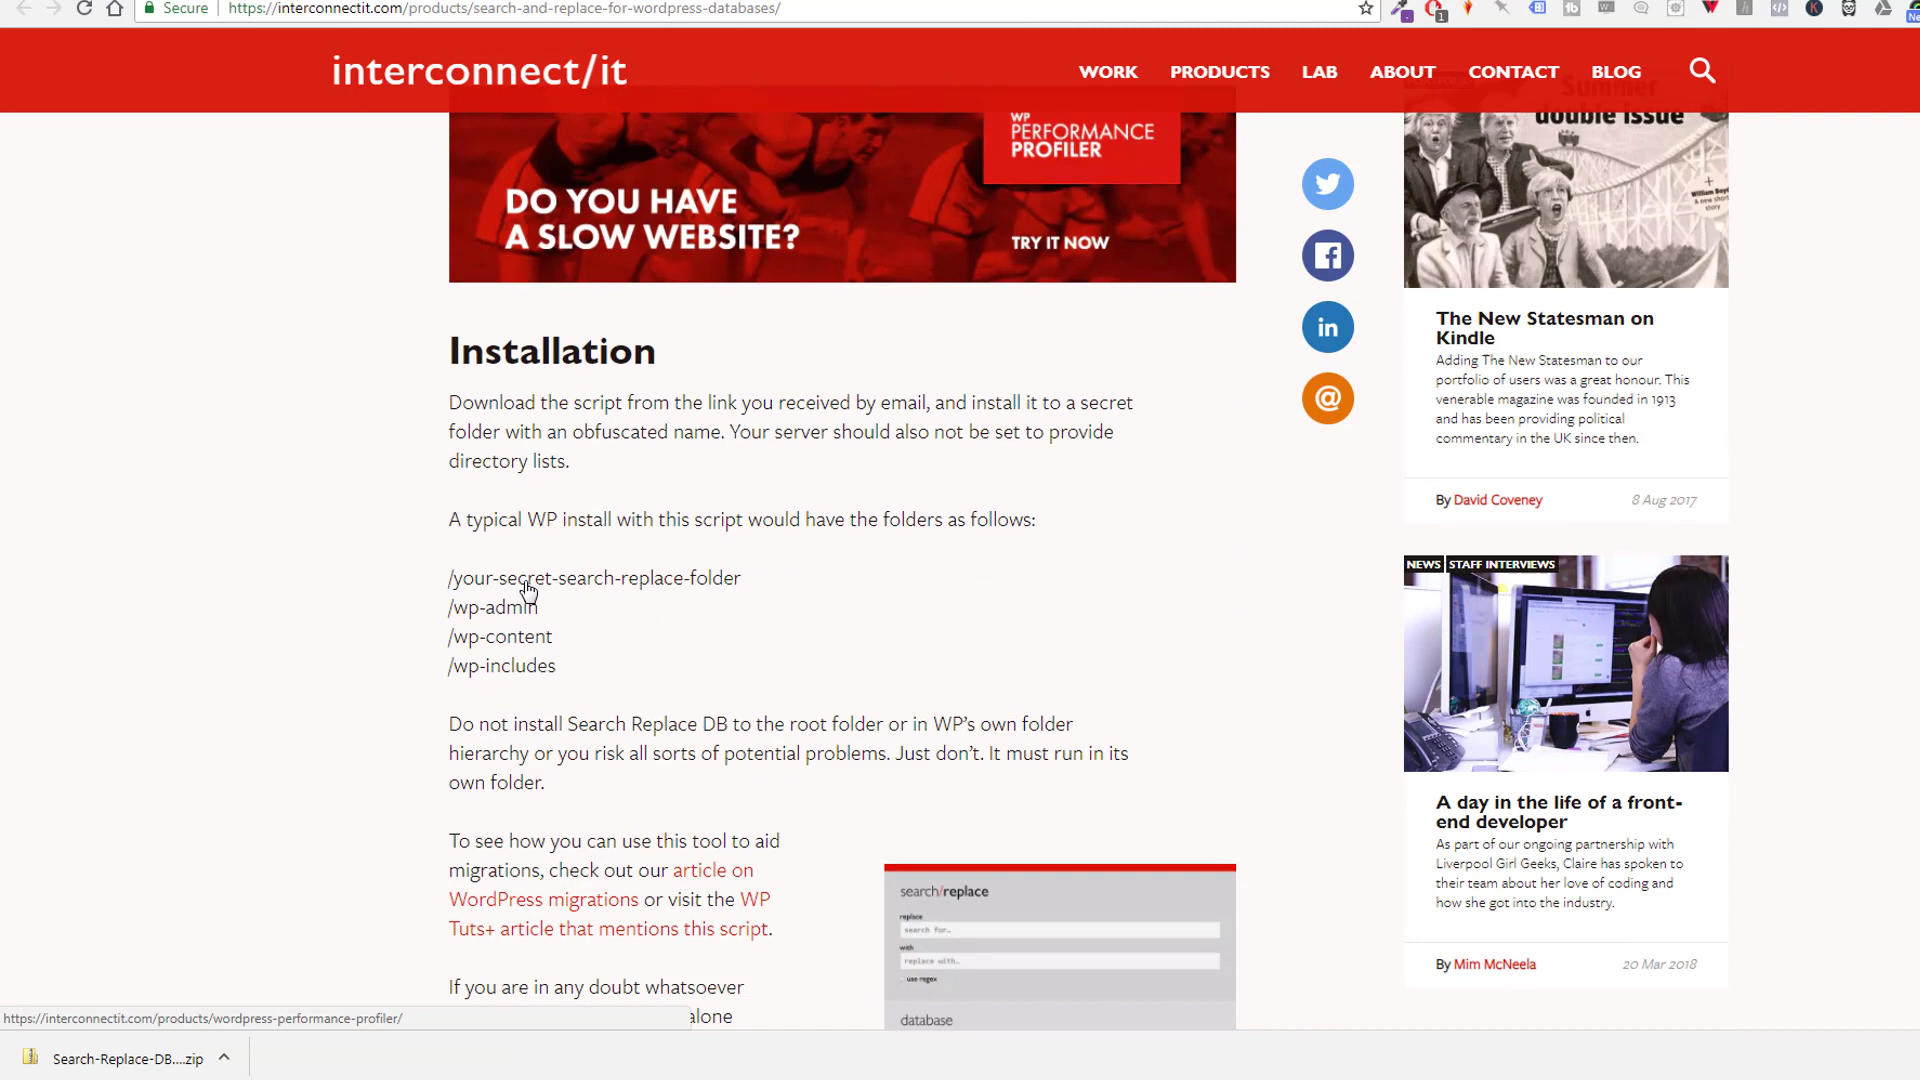 Secure
https://interconnectit.com/products/search-and-replace-for-wordpress-databases/
interconnect/it
WORK PRODUCTS LAB ABOUT CONTACT BLOG
WP
PERFORMANCE
PROFILER
DO YOU HAVE
A SLOW WEBSITE?
TRY IT NOW
Summer
double issue
Installation
Download the script from the link you received by email, and install it to a secret
folder with an obfuscated name. Your server should also not be set to provide
directory lists.
A typical WP install with this script would have the folders as follows:
/your-secret-search-replace-folder
/wp-admin
/wp-content
/wp-includes
Do not install Search Replace DB to the root folder or in WP’s own folder
hierarchy or you risk all sorts of potential problems. Just don’t. It must run in its
own folder.
To see how you can use this tool to aid
migrations, check out our article on
WordPress migrations or visit the WP
Tuts+ article that mentions this script.
If you are in any doubt whatsoever
alone
search/replace
replace
search for...
with
replace with...
use regex
database
The New Statesman on
Kindle
Adding The New Statesman to our
portfolio of users was a great honour. This
venerable magazine was founded in 1913
and has been providing political
commentary in the UK since then.
By David Coveney 8 Aug 2017
NEWS STAFF INTERVIEWS
A day in the life of a front-
end developer
As part of our ongoing partnership with
Liverpool Girl Geeks, Claire has spoken to
their team about her love of coding and
how she got into the industry.
By Mim McNeela 20 Mar 2018
https://interconnectit.com/products/wordpress-performance-profiler/
Search-Replace-DB....zip